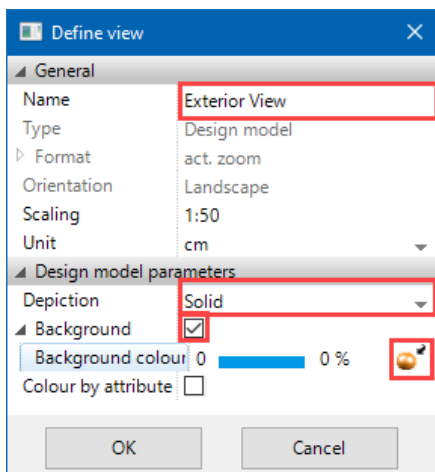 Define view
General
Name Exterior View
Type Design model
Format act. zoom
Orientation Landscape
Scaling 1:50
Unit cm
Design model parameters
Depiction Solid
Background
Background colour 0 0 %
Colour by attribute
OK Cancel